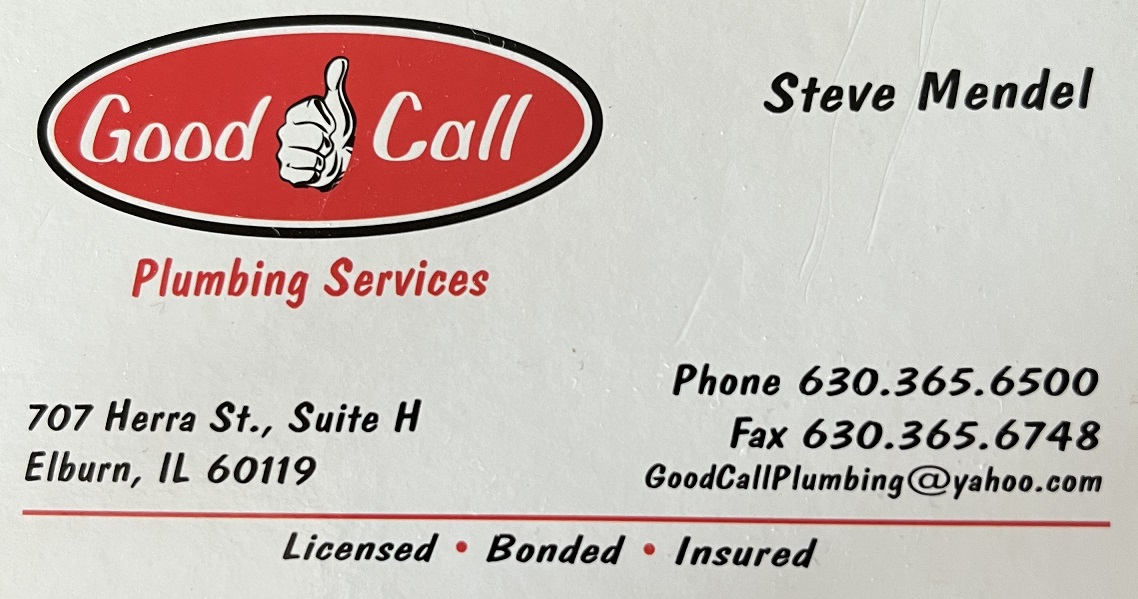 Good Call
Plumbing Services
Steve Mendel
707 Herra St., Suite H
Elburn, IL 60119
Phone 630.365.6500
Fax 630.365.6748
GoodCallPlumbing@yahoo.com
Licensed • Bonded • Insured